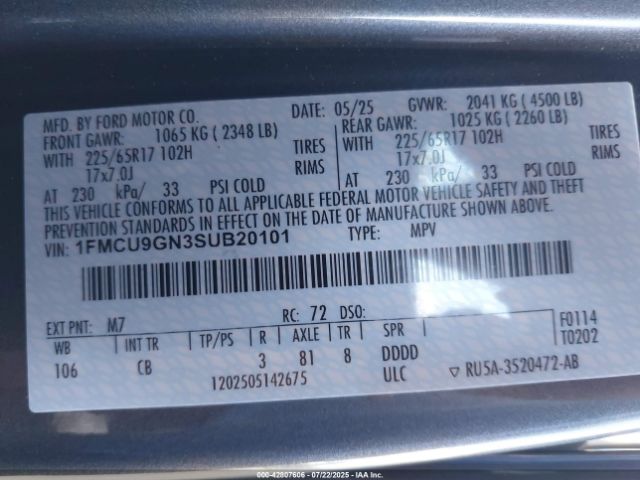 MFD. BY FORD MOTOR CO. DATE: 05/25 GVWR: 2041 KG ( 4500 LB)
FRONT GAWR: 1065 KG ( 2348 LB) REAR GAWR: 1025 KG ( 2260 LB)
WITH 225/65R17 102H TIRES WITH 225/65R17 102H TIRES
17x7.0J RIMS 17x7.0J RIMS
AT 230 kPa/ 33 PSI COLD AT 230 kPa/ 33 PSI COLD
THIS VEHICLE CONFORMS TO ALL APPLICABLE FEDERAL MOTOR VEHICLE SAFETY AND THEFT
PREVENTION STANDARDS IN EFFECT ON THE DATE OF MANUFACTURE SHOWN ABOVE.
VIN: 1FMCU9GN3SUB20101 TYPE: MPV
EXT PNT: M7 RC: 72 DSO:
WB INT TR TP/PS R AXLE TR SPR F0114
106 CB 3 81 8 DDDD T0202
1202505142675 ULC ▽ RU5A-3520472-AB
000-42807606 | 07/22/2025 - IAA Inc.